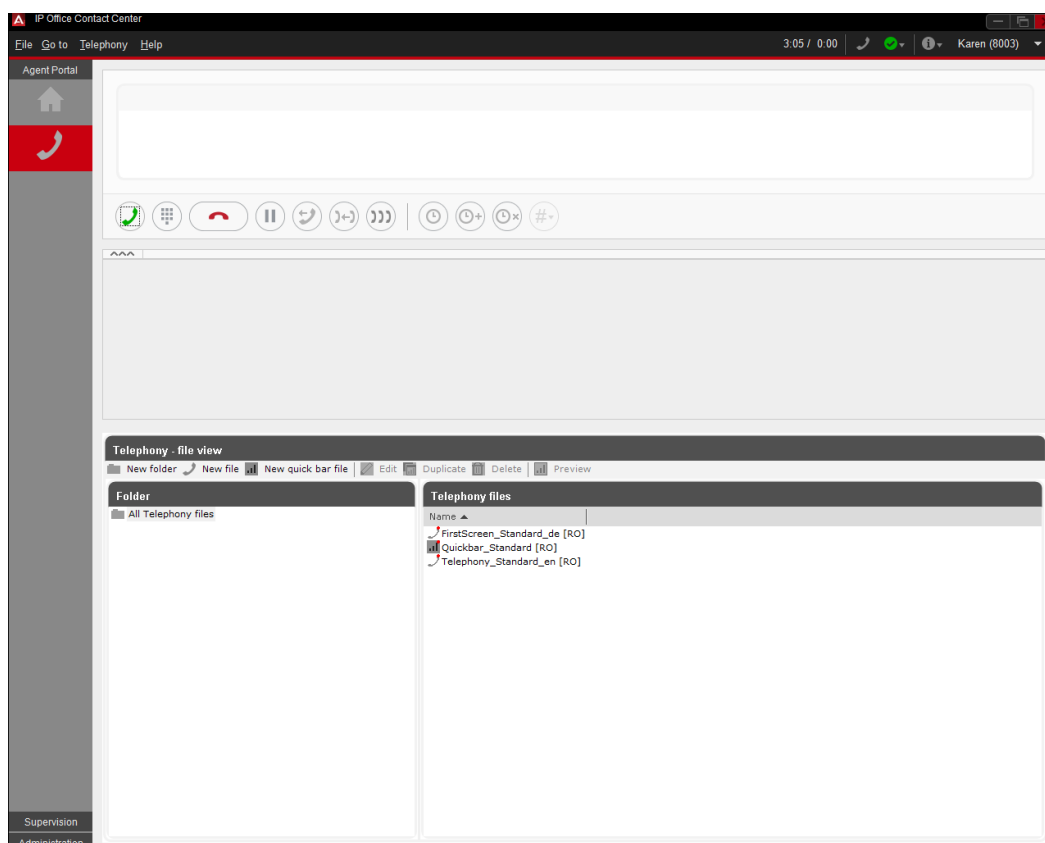 IP Office Contact Center
File Go to Telephony Help 3:05 / 0:00 Karen (8003)
Agent Portal
Telephony - file view
New folder New file New quick bar file Edit Duplicate Delete Preview
Folder Telephony files
All Telephony files Name
FirstScreen_Standard_de [RO]
Quickbar_Standard [RO]
Telephony_Standard_en [RO]
Supervision
Administration